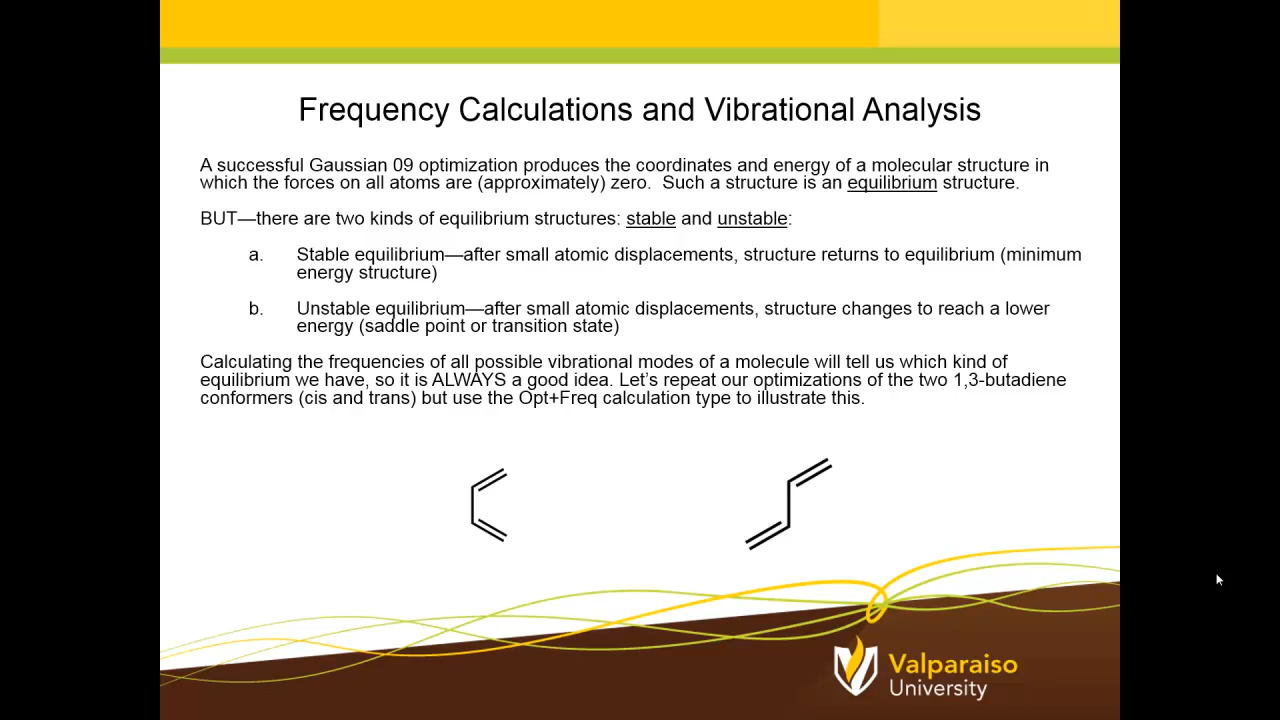 Frequency Calculations and Vibrational Analysis
A successful Gaussian 09 optimization produces the coordinates and energy of a molecular structure in
which the forces on all atoms are (approximately) zero.  Such a structure is an equilibrium structure.
BUT—there are two kinds of equilibrium structures: stable and unstable:
a. Stable equilibrium—after small atomic displacements, structure returns to equilibrium (minimum
energy structure)
b. Unstable equilibrium—after small atomic displacements, structure changes to reach a lower
energy (saddle point or transition state)
Calculating the frequencies of all possible vibrational modes of a molecule will tell us which kind of
equilibrium we have, so it is ALWAYS a good idea. Let’s repeat our optimizations of the two 1,3-butadiene
conformers (cis and trans) but use the Opt+Freq calculation type to illustrate this.
Valparaiso
University